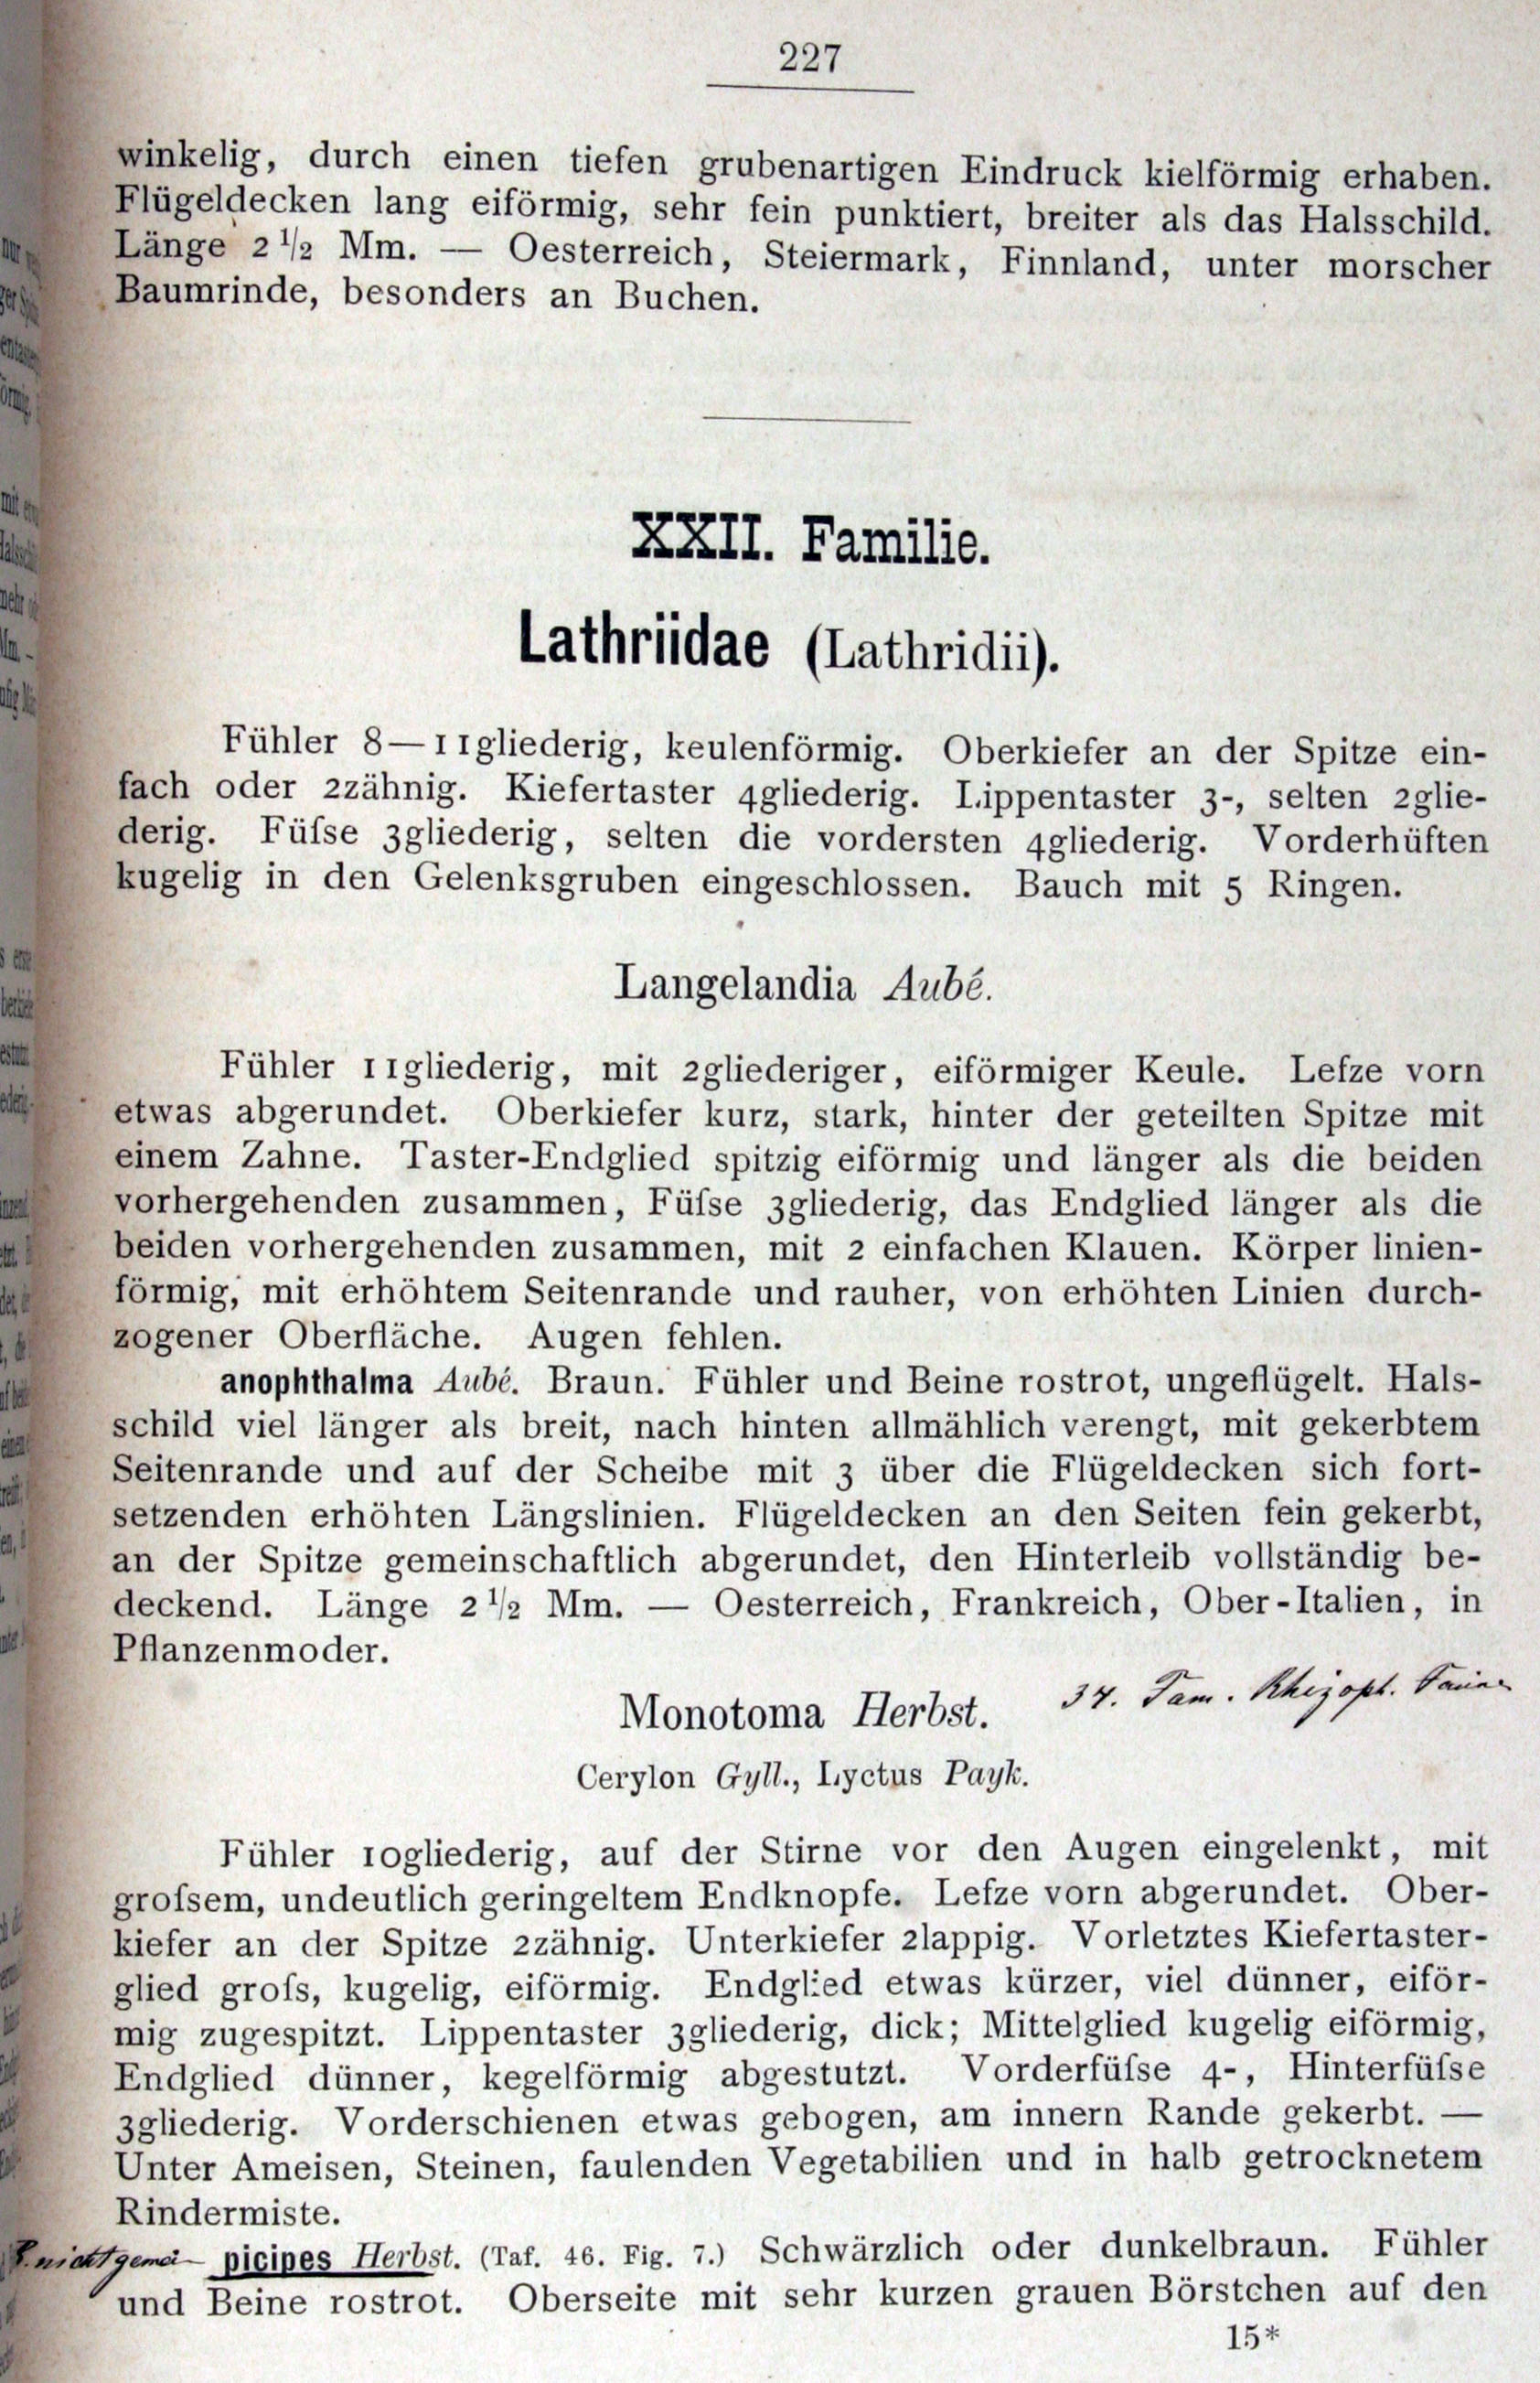 227
winkelig, durch einen tiefen grubenartigen Eindruck kielförmig erhaben.
Flügeldecken lang eiförmig, sehr fein punktiert, breiter als das Halsschild.
Länge 2 1/2 Mm. — Oesterreich, Steiermark, Finnland, unter morscher
Baumrinde, besonders an Buchen.
XXII. Familie.
Lathriidae (Lathridii).
Fühler 8—11gliederig, keulenförmig. Oberkiefer an der Spitze ein-
fach oder 2zähnig. Kiefertaster 4gliederig. Lippentaster 3-, selten 2glie-
derig. Füſse 3gliederig, selten die vordersten 4gliederig. Vorderhüften
kugelig in den Gelenksgruben eingeschlossen. Bauch mit 5 Ringen.
Langelandia Aubé.
Fühler 11gliederig, mit 2gliederiger, eiförmiger Keule. Lefze vorn
etwas abgerundet. Oberkiefer kurz, stark, hinter der geteilten Spitze mit
einem Zahne. Taster-Endglied spitzig eiförmig und länger als die beiden
vorhergehenden zusammen, Füſse 3gliederig, das Endglied länger als die
beiden vorhergehenden zusammen, mit 2 einfachen Klauen. Körper linien-
förmig, mit erhöhtem Seitenrande und rauher, von erhöhten Linien durch-
zogener Oberfläche. Augen fehlen.
anophthalma Aubé. Braun. Fühler und Beine rostrot, ungeflügelt. Hals-
schild viel länger als breit, nach hinten allmählich verengt, mit gekerbtem
Seitenrande und auf der Scheibe mit 3 über die Flügeldecken sich fort-
setzenden erhöhten Längslinien. Flügeldecken an den Seiten fein gekerbt,
an der Spitze gemeinschaftlich abgerundet, den Hinterleib vollständig be-
deckend. Länge 2 1/2 Mm. — Oesterreich, Frankreich, Ober-Italien, in
Pflanzenmoder.
Monotoma Herbst. 34. Fam. Rhizoph.
Cerylon Gyll., Lyctus Payk.
Fühler 10gliederig, auf der Stirne vor den Augen eingelenkt, mit
groſsem, undeutlich geringeltem Endknopfe. Lefze vorn abgerundet. Ober-
kiefer an der Spitze 2zähnig. Unterkiefer 2lappig. Vorletztes Kiefertaster-
glied groſs, kugelig, eiförmig. Endglied etwas kürzer, viel dünner, eiför-
mig zugespitzt. Lippentaster 3gliederig, dick; Mittelglied kugelig eiförmig,
Endglied dünner, kegelförmig abgestutzt. Vorderfüſse 4-, Hinterfüſse
3gliederig. Vorderschienen etwas gebogen, am innern Rande gekerbt. —
Unter Ameisen, Steinen, faulenden Vegetabilien und in halb getrocknetem
Rindermiste.
nicht picipes Herbst. (Taf. 46. Fig. 7.) Schwärzlich oder dunkelbraun. Fühler
und Beine rostrot. Oberseite mit sehr kurzen grauen Börstchen auf den
15*